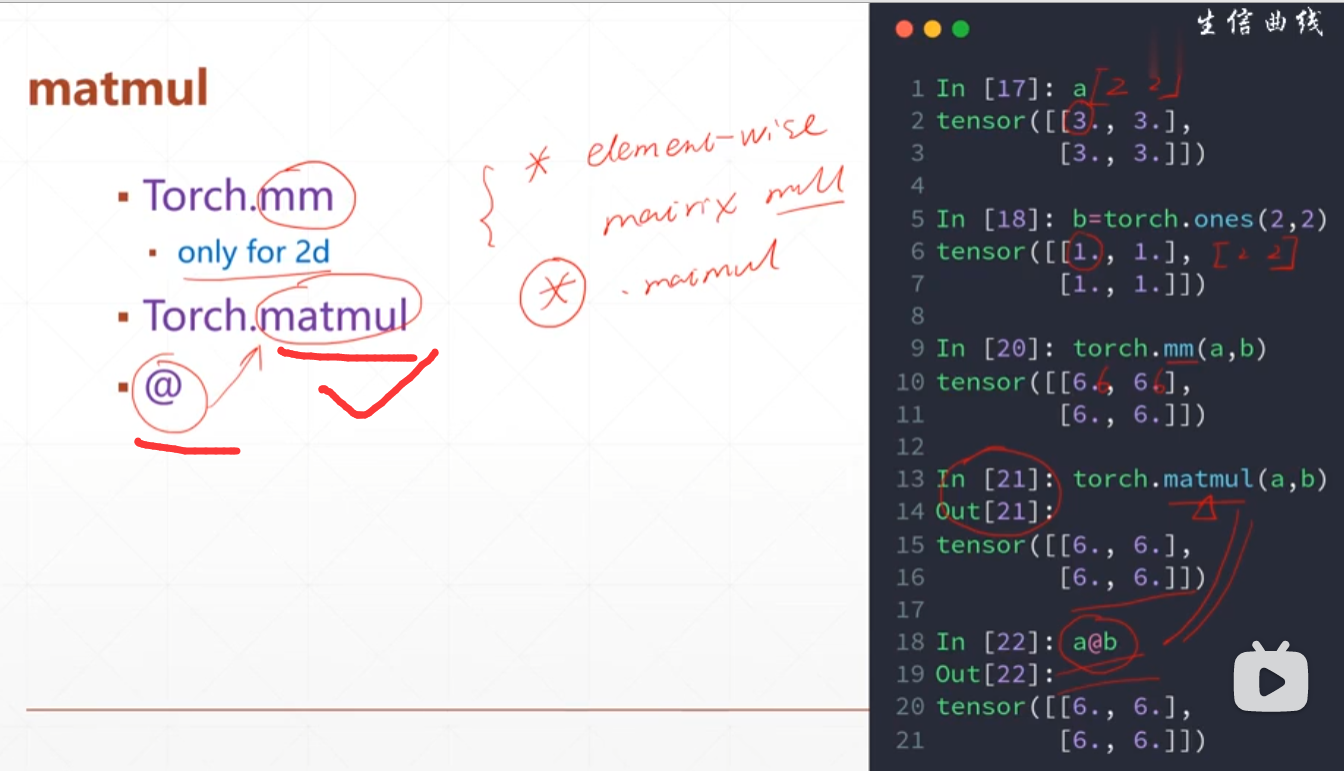 matmul
▪ Torch.mm
▪ only for 2d
▪ Torch.matmul
▪ @
* element-wise
matrix mull
* .matmul
生信曲线
1 In [17]: a [2 2]
2 tensor([[3., 3.],
3 [3., 3.]])
4
5 In [18]: b=torch.ones(2,2)
6 tensor([[1., 1.], [2 2]
7 [1., 1.]])
8
9 In [20]: torch.mm(a,b)
10 tensor([[6., 6.],
11 [6., 6.]])
12
13 In [21]: torch.matmul(a,b)
14 Out[21]:
15 tensor([[6., 6.],
16 [6., 6.]])
17
18 In [22]: a@b
19 Out[22]:
20 tensor([[6., 6.],
21 [6., 6.]])